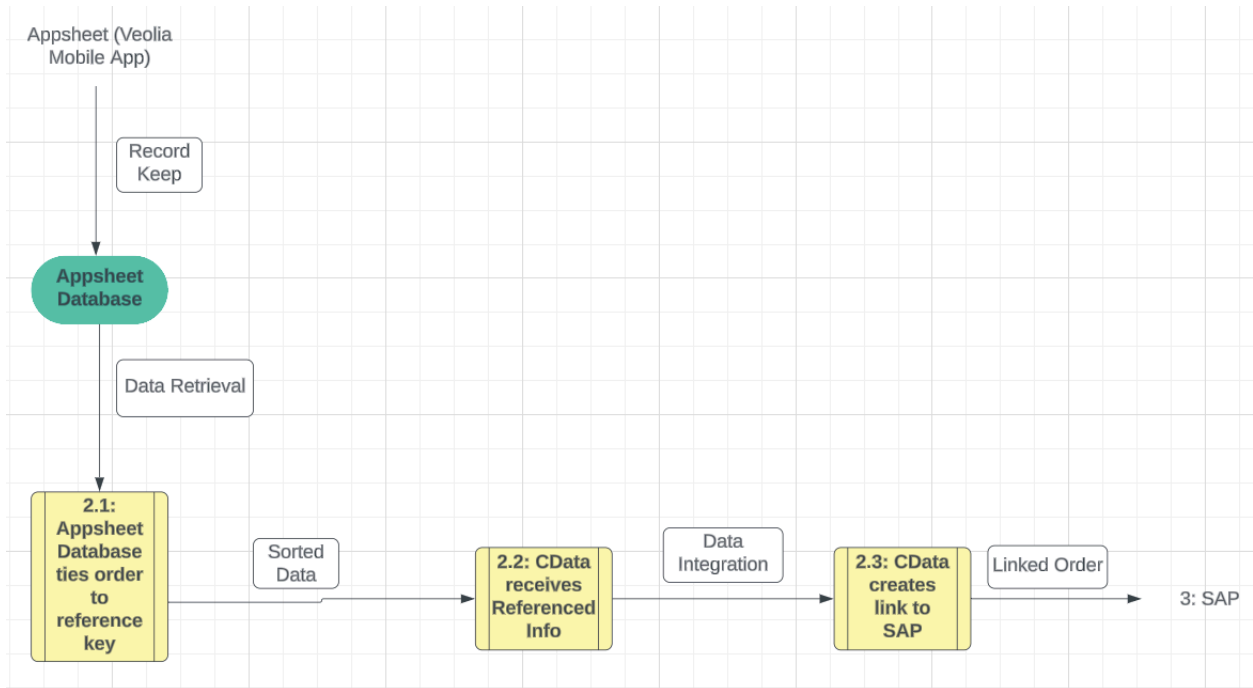 Appsheet (Veolia
Mobile App)
Record
Keep
Appsheet
Database
Data Retrieval
2.1:
Appsheet
Database
ties order
to
reference
key
Sorted
Data
2.2: CData
receives
Referenced
Info
Data
Integration
2.3: CData
creates
link to
SAP
Linked Order
3: SAP